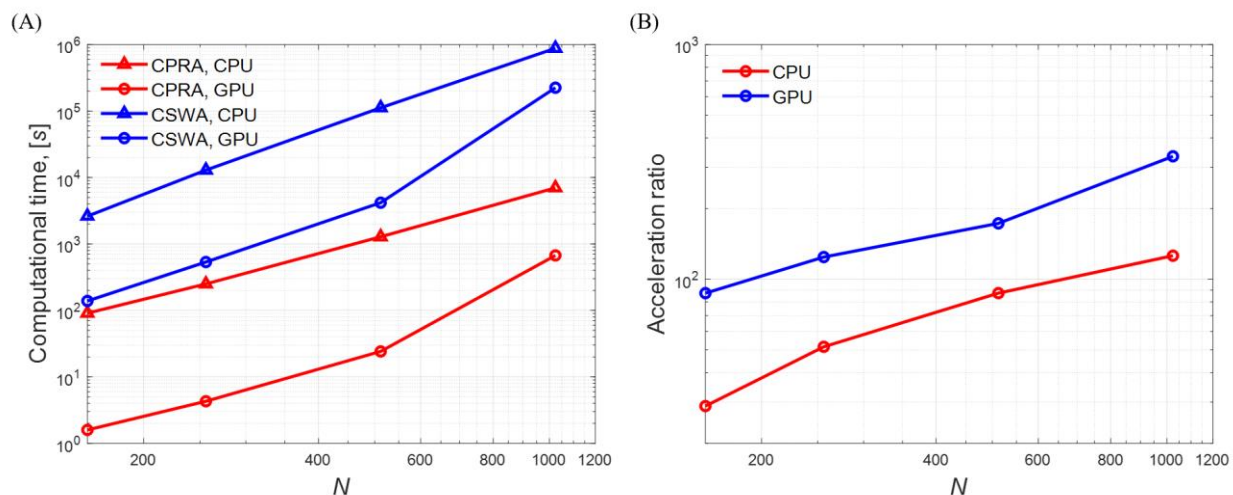 (A)
10^6
10^5
10^4
10^3
10^2
10^1
10^0
Computational time, [s]
CPRA, CPU
CPRA, GPU
CSWA, CPU
CSWA, GPU
200
400
600
800
1000
1200
N
(B)
10^3
10^2
Acceleration ratio
CPU
GPU
200
400
600
800
1000
1200
N